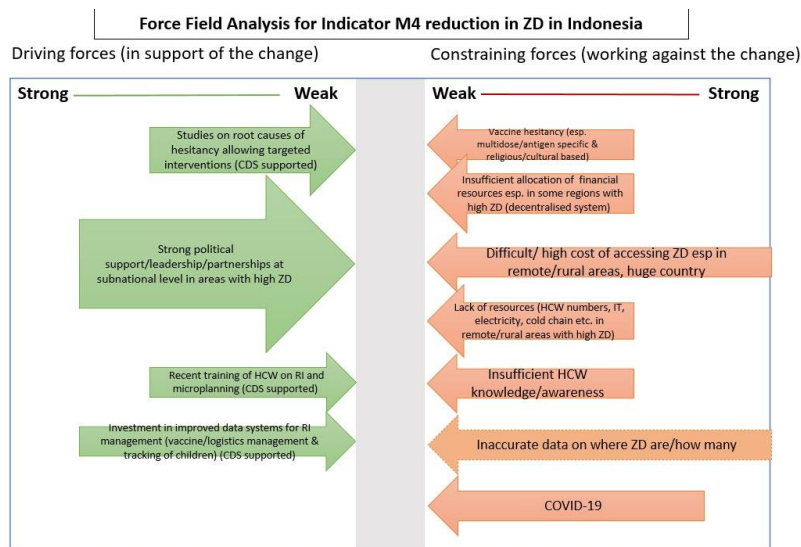 Force Field Analysis for Indicator M4 reduction in ZD in Indonesia
Driving forces (in support of the change)
Constraining forces (working against the change)
Strong
Weak
Weak
Strong
Studies on root causes of
hesitancy allowing targeted
interventions (CDS supported)
Strong political
support/leadership/partnerships at
subnational level in areas with high ZD
Recent training of HCW on RI and
microplanning (CDS supported)
Investment in improved data systems for RI
management (vaccine/logistics management &
tracking of children) (CDS supported)
Vaccine hesitancy (esp.
multidose/antigen specific &
religious/cultural based)
Insufficient allocation of financial
resources esp. in some regions with
high ZD (decentralised system)
Difficult/ high cost of accessing ZD esp in
remote/rural areas, huge country
Lack of resources (HCW numbers, IT,
electricity, cold chain etc. in
remote/rural areas with high ZD)
Insufficient HCW
knowledge/awareness
Inaccurate data on where ZD are/how many
COVID-19